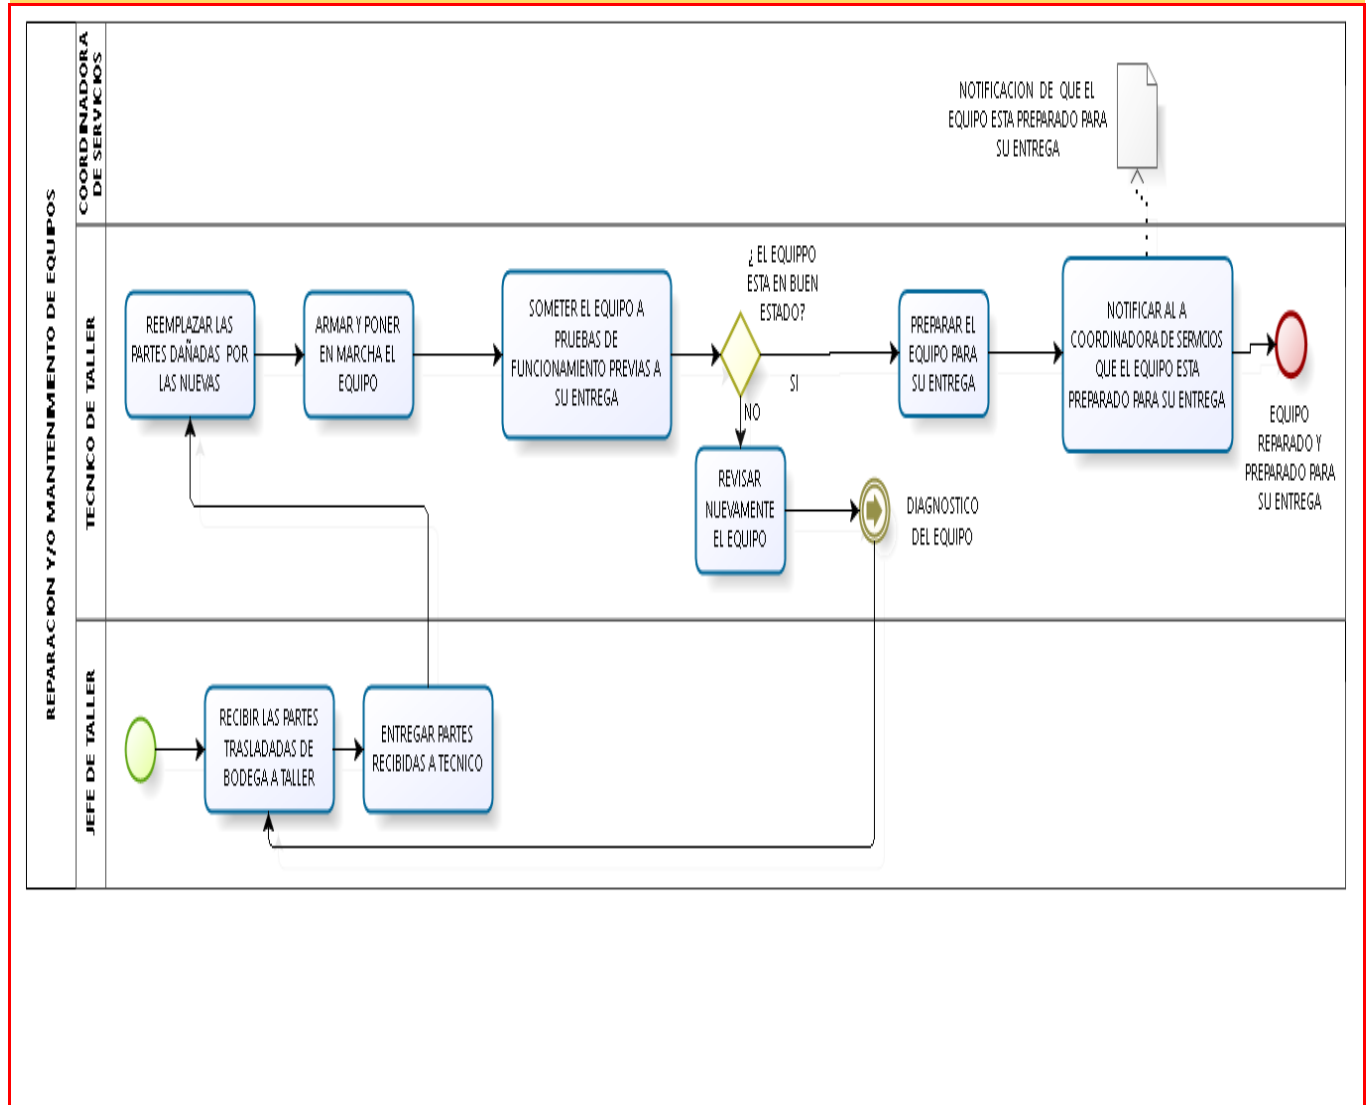 REPARACION Y/O MANTENIMIENTO DE EQUIPOS
COORDINADORA
DE SERVICIOS
NOTIFICACION DE QUE EL
EQUIPO ESTA PREPARADO PARA
SU ENTREGA
TECNICO DE TALLER
REEMPLAZAR LAS
PARTES DAÑADAS POR
LAS NUEVAS
ARMAR Y PONER
EN MARCHA EL
EQUIPO
SOMETER EL EQUIPO A
PRUEBAS DE
FUNCIONAMIENTO PREVIAS A
SU ENTREGA
¿ EL EQUIPPO
ESTA EN BUEN
ESTADO?
SI
NO
PREPARAR EL
EQUIPO PARA
SU ENTREGA
NOTIFICAR AL A
COORDINADORA DE SERVICIOS
QUE EL EQUIPO ESTA
PREPARADO PARA SU ENTREGA
EQUIPO
REPARADO Y
PREPARADO PARA
SU ENTREGA
REVISAR
NUEVAMENTE
EL EQUIPO
DIAGNOSTICO
DEL EQUIPO
JEFE DE TALLER
RECIBIR LAS PARTES
TRASLADADAS DE
BODEGA A TALLER
ENTREGAR PARTES
RECIBIDAS A TECNICO